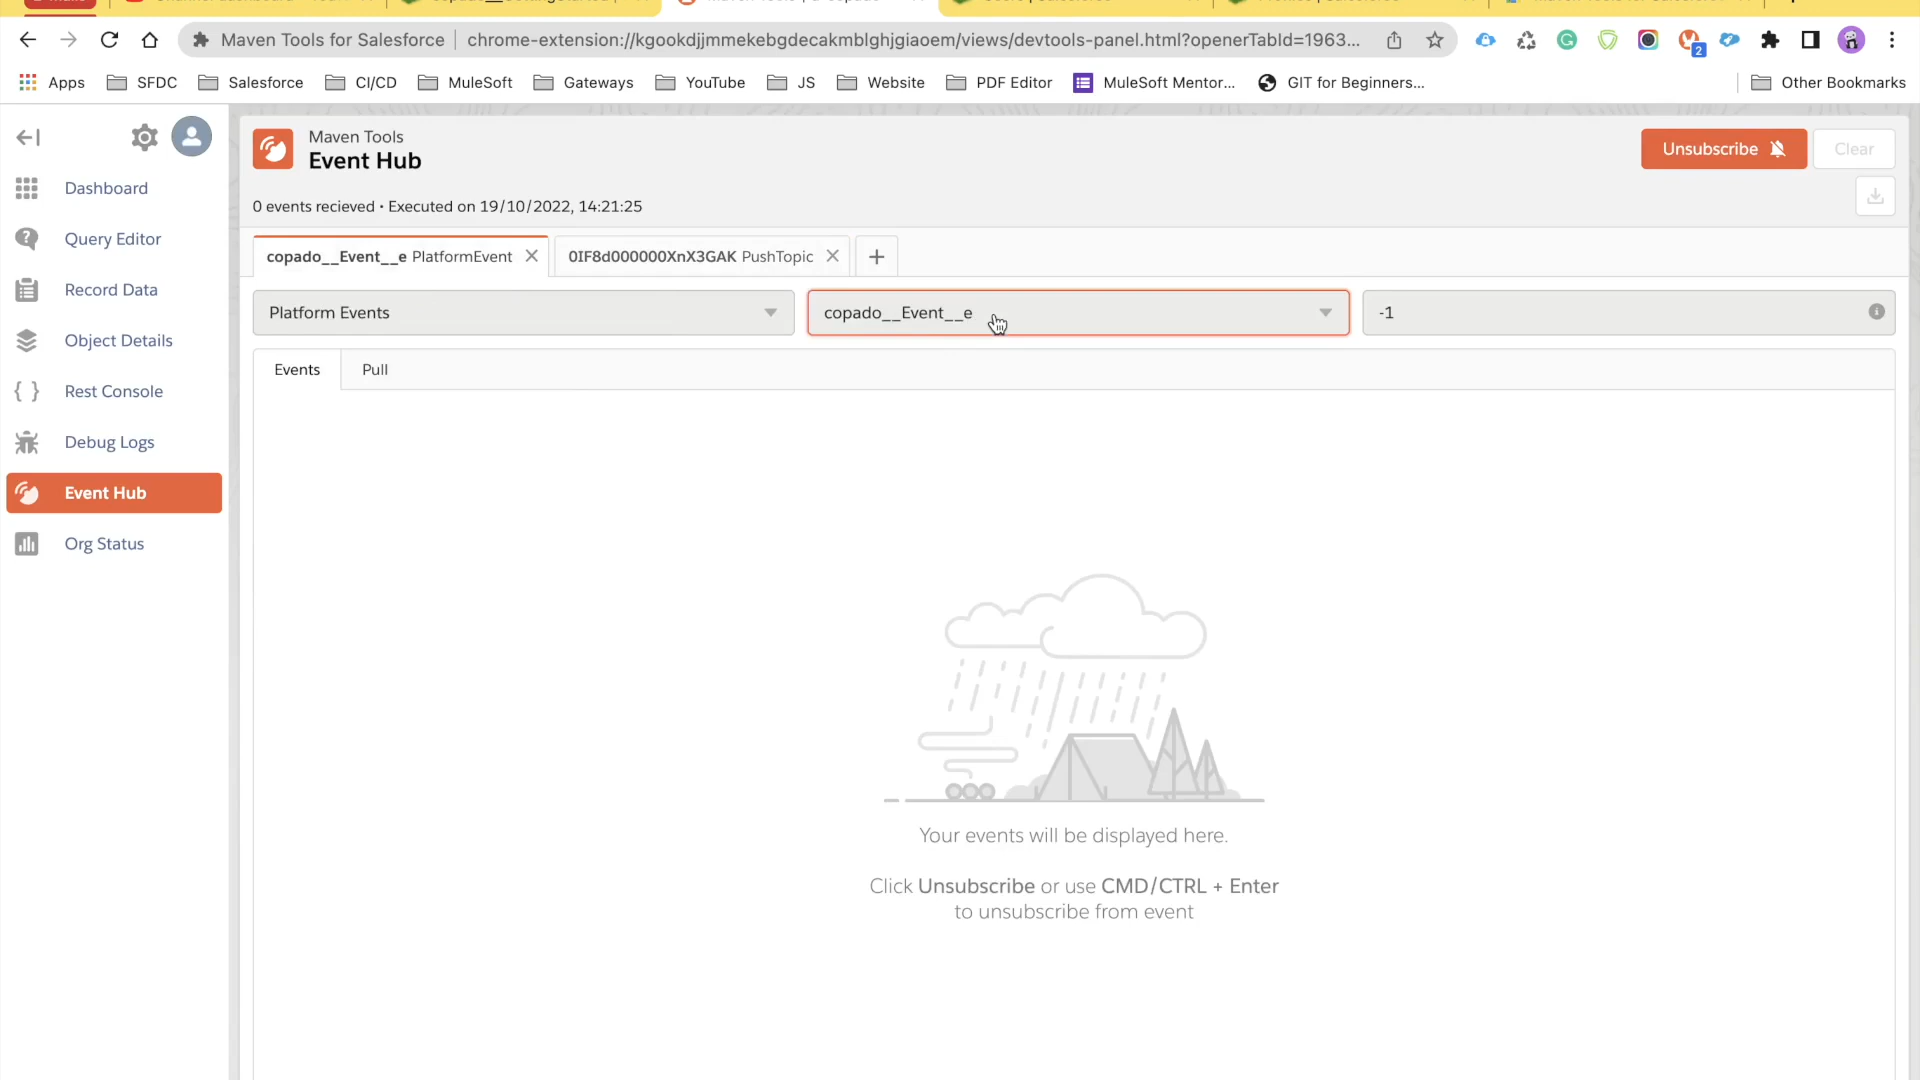 Maven Tools for Salesforce | chrome-extension://kgookdjjmmekebgdecakmblghjgiaoem/views/devtools-panel.html?openerTabId=1963...
2
Apps SFDC Salesforce CI/CD MuleSoft Gateways YouTube JS Website PDF Editor MuleSoft Mentor... GIT for Beginners... Other Bookmarks
Maven Tools
Event Hub
Unsubscribe
Clear
0 events recieved • Executed on 19/10/2022, 14:21:25
Dashboard
Query Editor
Record Data
Object Details
Rest Console
Debug Logs
Event Hub
Org Status
copado__Event__e PlatformEvent
0IF8d000000XnX3GAK PushTopic
Platform Events
copado__Event__e
-1
Events
Pull
Your events will be displayed here.
Click Unsubscribe or use CMD/CTRL + Enter
to unsubscribe from event